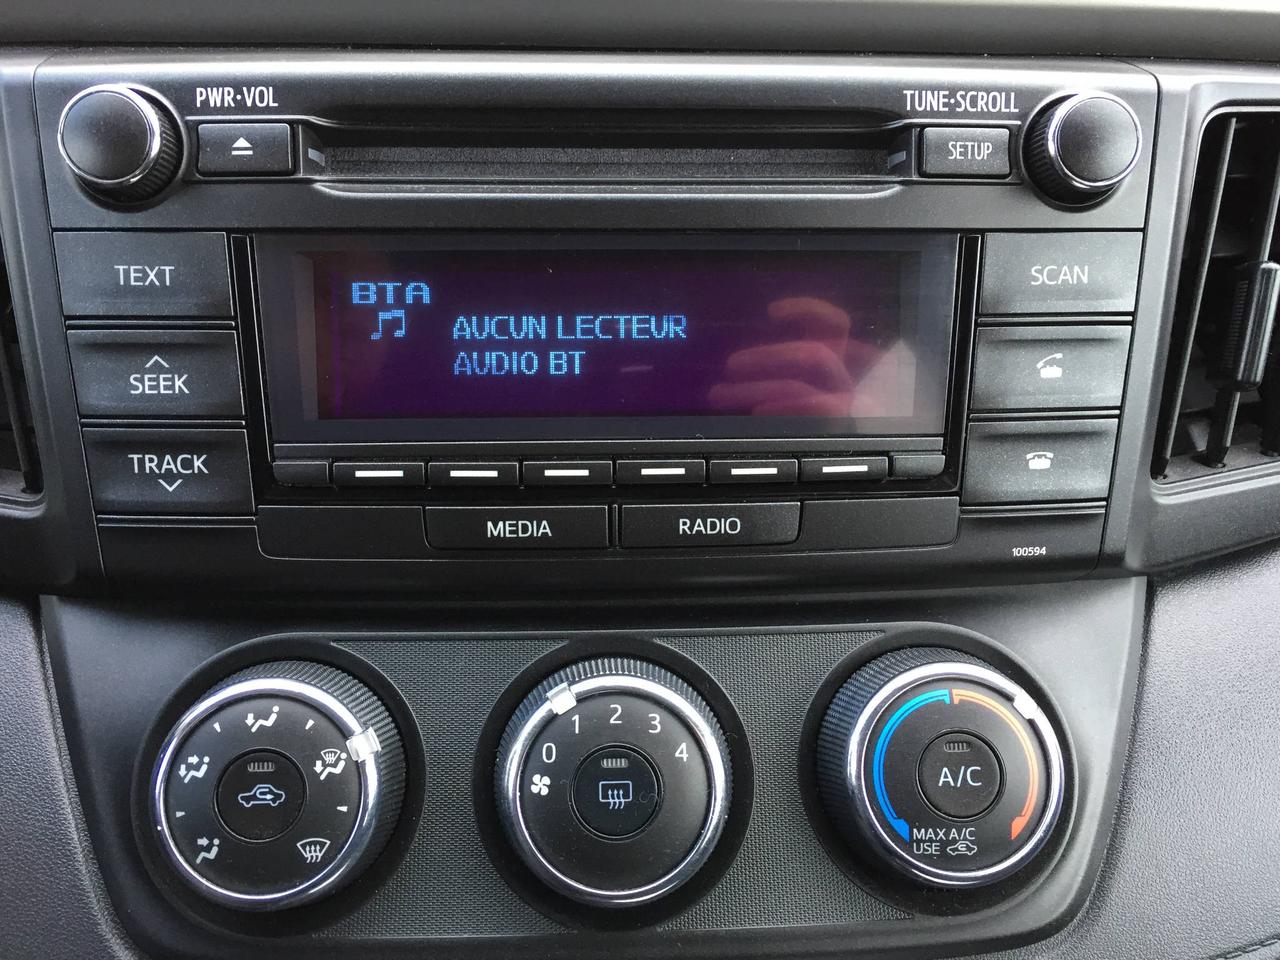 PWR·VOL
TUNE·SCROLL
SETUP
TEXT
SCAN
BTA
AUCUN LECTEUR
AUDIO BT
SEEK
TRACK
MEDIA
RADIO
100594
0
1
2
3
4
A/C
MAX A/C
USE